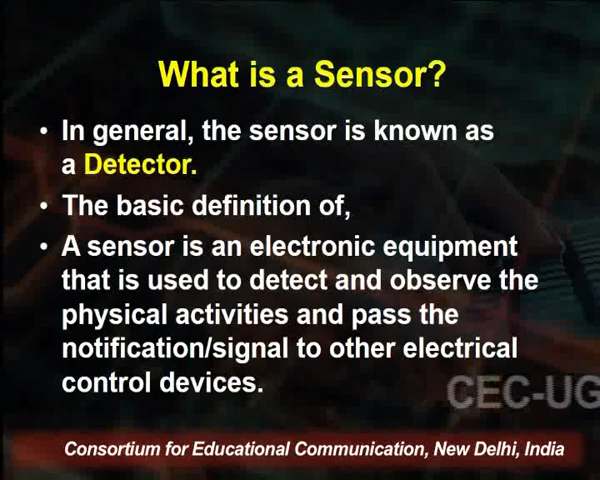 What is a Sensor?
• In general, the sensor is known as
a Detector.
• The basic definition of,
• A sensor is an electronic equipment
that is used to detect and observe the
physical activities and pass the
notification/signal to other electrical
control devices.
CEC-UG
Consortium for Educational Communication, New Delhi, India